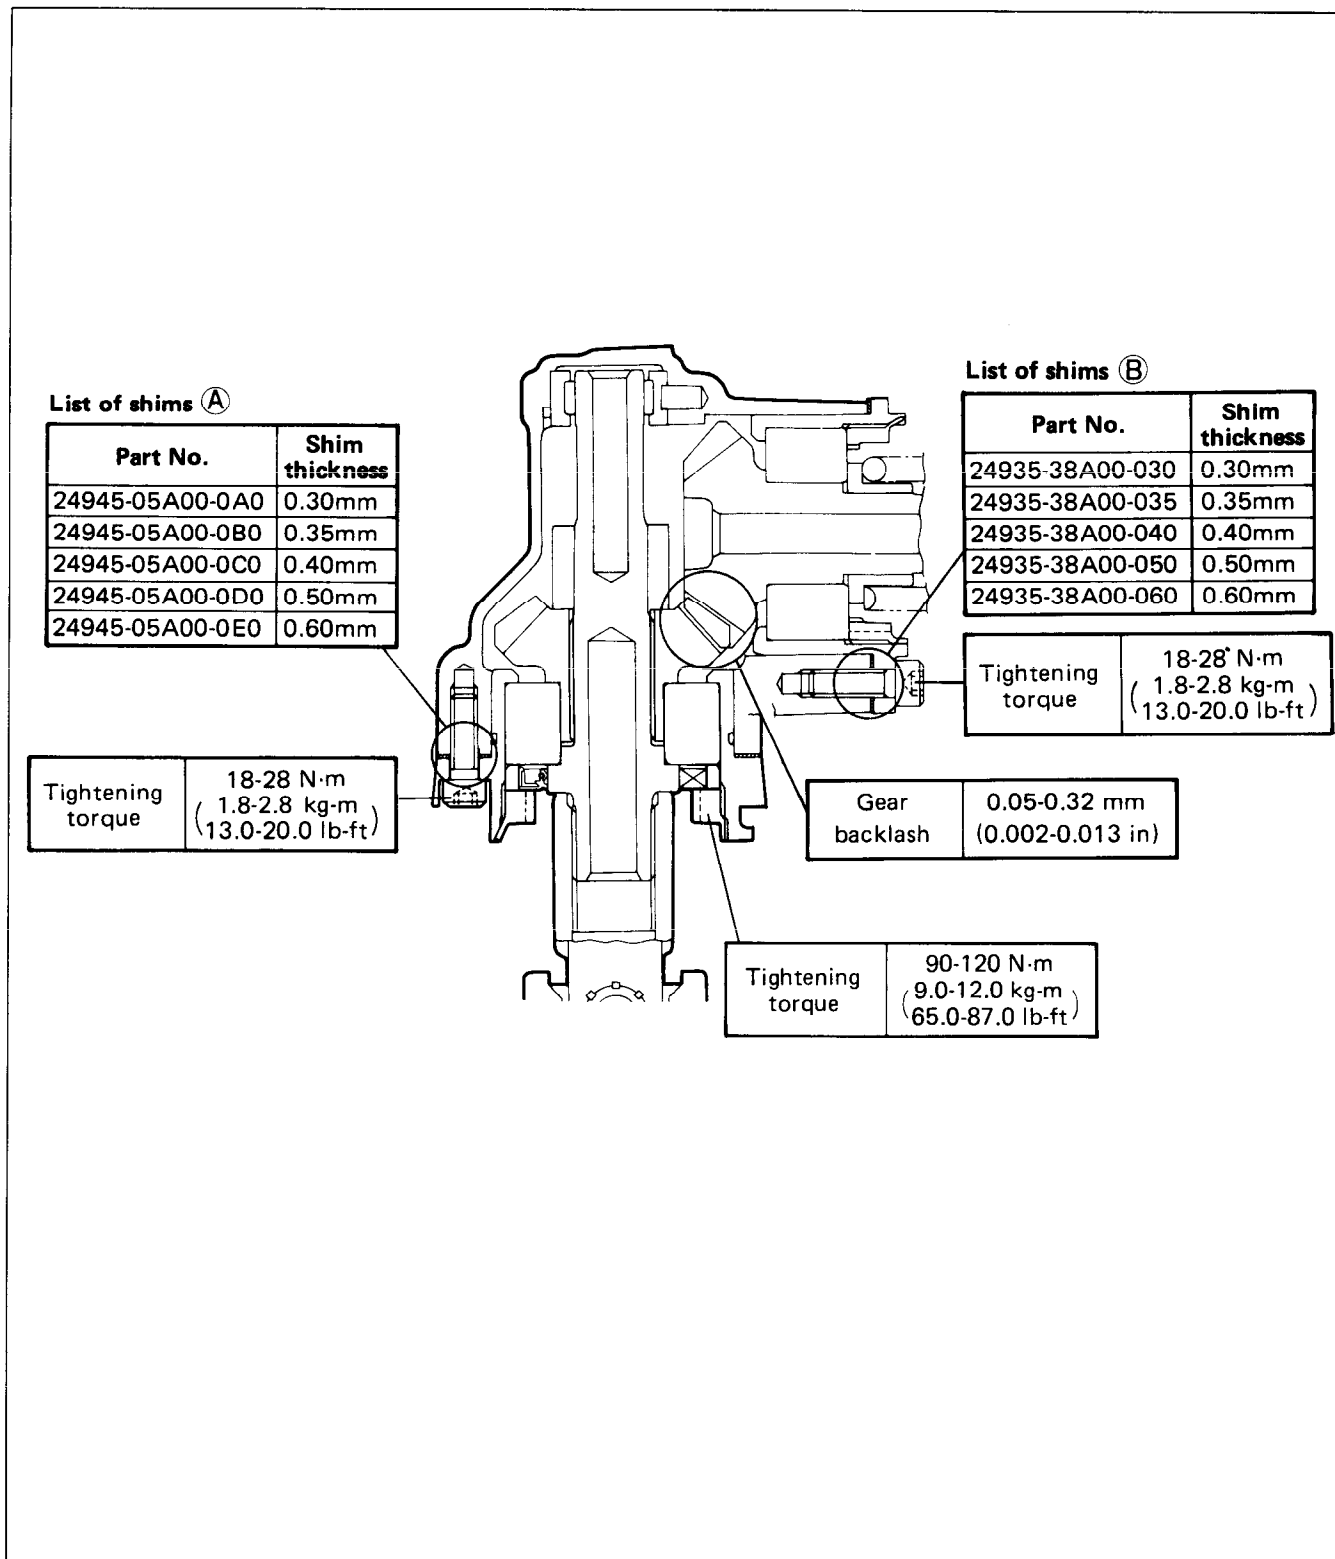 List of shims Ⓐ
Part No. Shim thickness
24945-05A00-0A0 0.30mm
24945-05A00-0B0 0.35mm
24945-05A00-0C0 0.40mm
24945-05A00-0D0 0.50mm
24945-05A00-0E0 0.60mm
List of shims Ⓑ
Part No. Shim thickness
24935-38A00-030 0.30mm
24935-38A00-035 0.35mm
24935-38A00-040 0.40mm
24935-38A00-050 0.50mm
24935-38A00-060 0.60mm
Tightening torque
18-28 N·m
(1.8-2.8 kg-m
13.0-20.0 lb-ft)
Tightening torque
18-28 N·m
(1.8-2.8 kg-m
13.0-20.0 lb-ft)
Gear backlash
0.05-0.32 mm
(0.002-0.013 in)
Tightening torque
90-120 N·m
(9.0-12.0 kg-m
65.0-87.0 lb-ft)